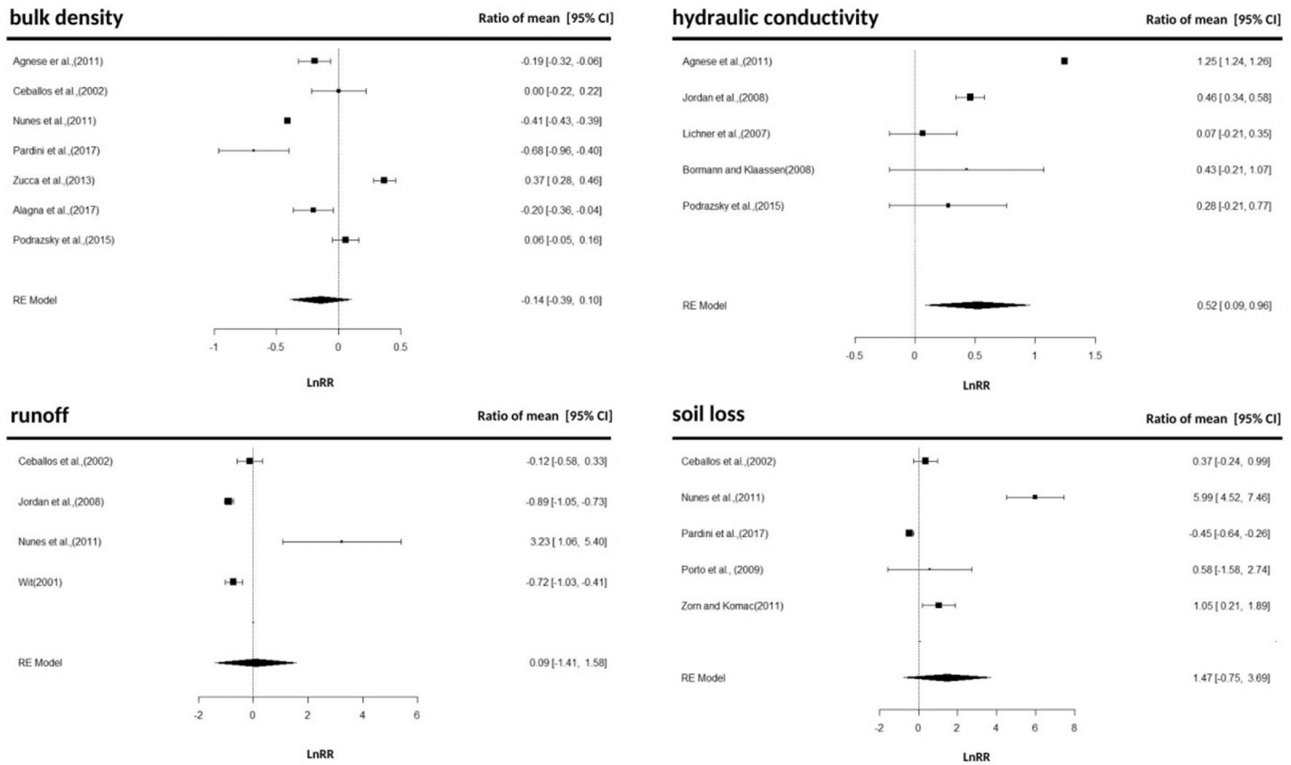 bulk density
Ratio of mean [95% CI]
Agnese er al.,(2011) -0.19 [-0.32, -0.06]
Ceballos et al.,(2002) 0.00 [-0.22, 0.22]
Nunes et al.,(2011) -0.41 [-0.43, -0.39]
Pardini et al.,(2017) -0.68 [-0.96, -0.40]
Zucca et al.,(2013) 0.37 [ 0.28, 0.46]
Alagna et al.,(2017) -0.20 [-0.36, -0.04]
Podrazsky et al.,(2015) 0.06 [-0.05, 0.16]
RE Model -0.14 [-0.39, 0.10]
-1 -0.5 0 0.5
LnRR
hydraulic conductivity
Ratio of mean [95% CI]
Agnese et al.,(2011) 1.25 [ 1.24, 1.26]
Jordan et al.,(2008) 0.46 [ 0.34, 0.58]
Lichner et al.,(2007) 0.07 [-0.21, 0.35]
Bormann and Klaassen(2008) 0.43 [-0.21, 1.07]
Podrazsky et al.,(2015) 0.28 [-0.21, 0.77]
RE Model 0.52 [ 0.09, 0.96]
-0.5 0 0.5 1 1.5
LnRR
runoff
Ratio of mean [95% CI]
Ceballos et al.,(2002) -0.12 [-0.58, 0.33]
Jordan et al.,(2008) -0.89 [-1.05, -0.73]
Nunes et al.,(2011) 3.23 [ 1.06, 5.40]
Wit(2001) -0.72 [-1.03, -0.41]
RE Model 0.09 [-1.41, 1.58]
-2 0 2 4 6
LnRR
soil loss
Ratio of mean [95% CI]
Ceballos et al.,(2002) 0.37 [-0.24, 0.99]
Nunes et al.,(2011) 5.99 [ 4.52, 7.46]
Pardini et al.,(2017) -0.45 [-0.64, -0.26]
Porto et al., (2009) 0.58 [-1.58, 2.74]
Zorn and Komac(2011) 1.05 [ 0.21, 1.89]
RE Model 1.47 [-0.75, 3.69]
-2 0 2 4 6 8
LnRR